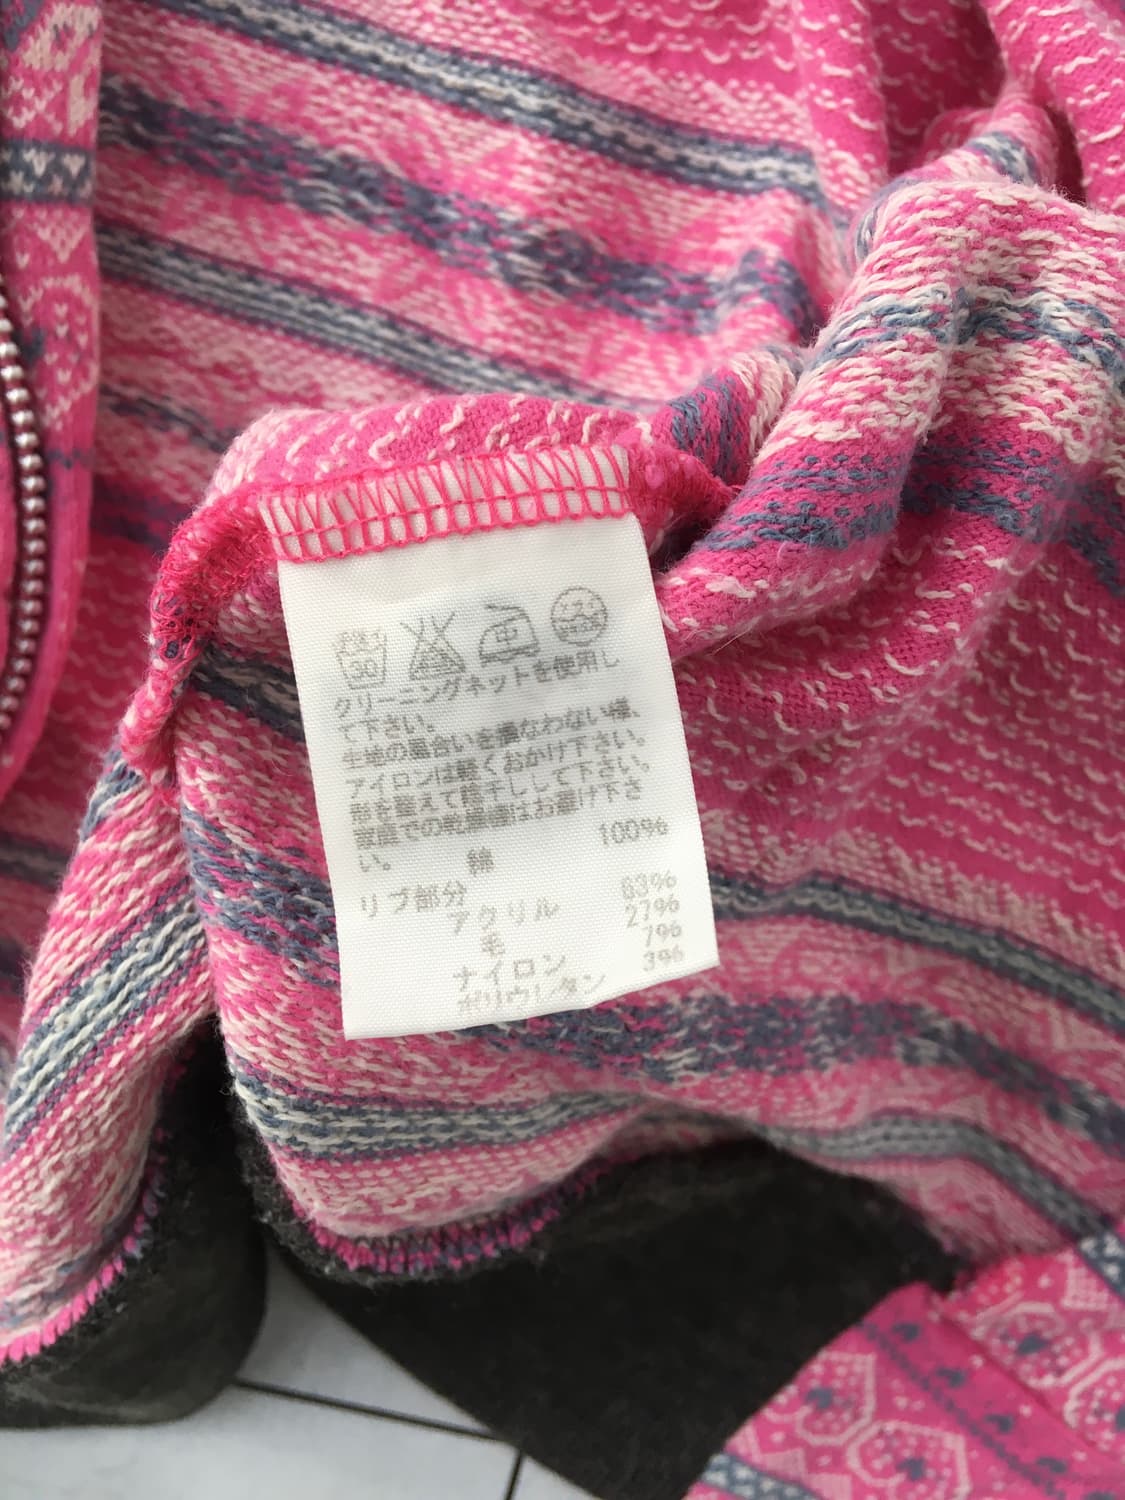 手洗イ
30
中
クリーニングネットを使用し
て下さい。
生地の風合いを損なわない様、
アイロンは軽くおかけ下さい。
形を整えて陰干しして下さい。
家庭での乾燥機はお避け下さ
い。
綿 100%
リブ部分
アクリル 63%
毛 27%
ナイロン 7%
ポリウレタン 3%